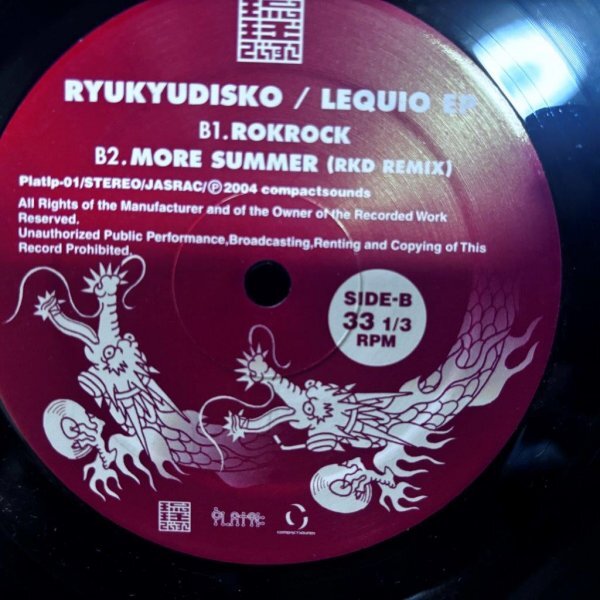 RYUKYUDISKO / LEQUIO EP
B1.ROKROCK
B2.MORE SUMMER (RKD REMIX)
Platlp-01/STEREO/JASRAC/Ⓟ2004 compactsounds
All Rights of the Manufacturer and of the Owner of the Recorded Work
Reserved.
Unauthorized Public Performance,Broadcasting,Renting and Copying of This
Record Prohibited.
SIDE-B
33 1/3
RPM